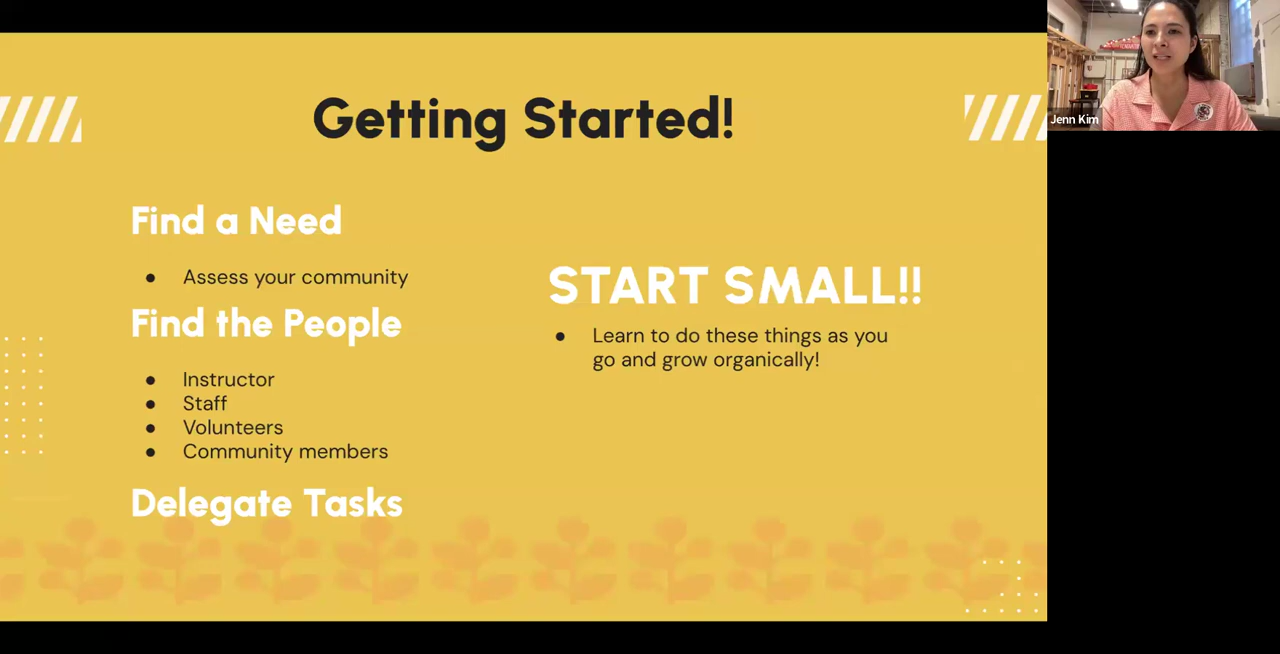 Getting Started!
Find a Need
● Assess your community
Find the People
● Instructor
● Staff
● Volunteers
● Community members
Delegate Tasks
START SMALL!!
● Learn to do these things as you
go and grow organically!
Jenn Kim